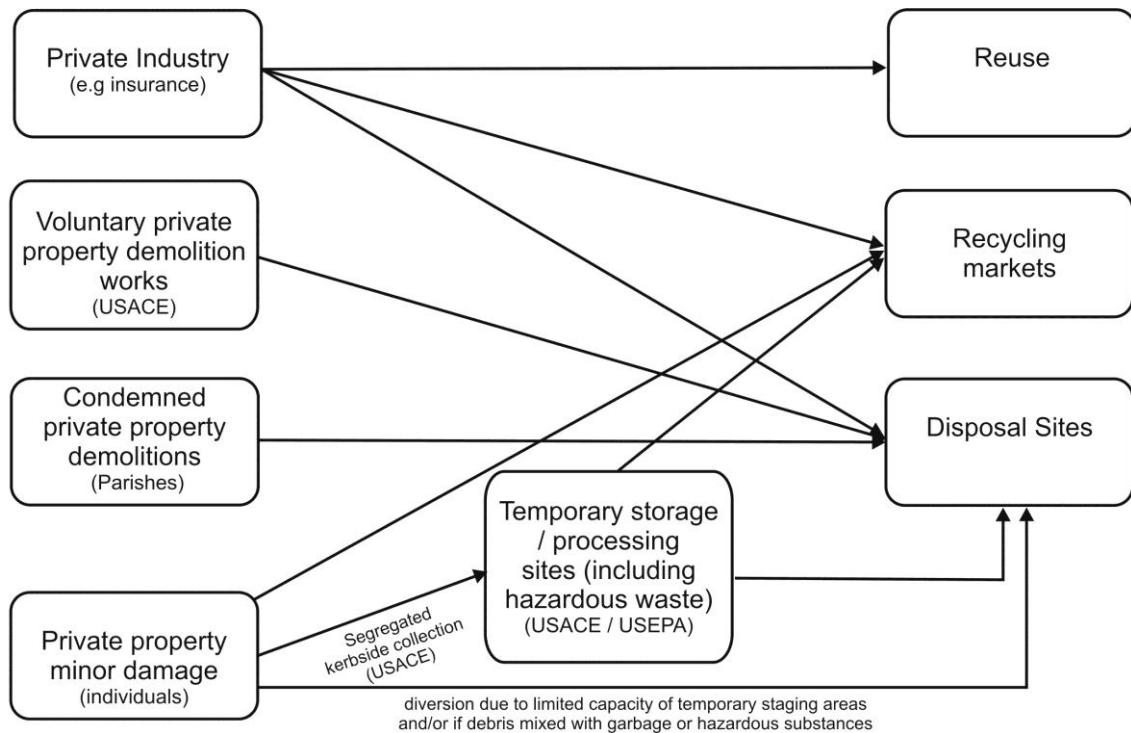 Private Industry
(e.g insurance)
Reuse
Voluntary private
property demolition
works
(USACE)
Recycling
markets
Condemned
private property
demolitions
(Parishes)
Disposal Sites
Temporary storage
/ processing
sites (including
hazardous waste)
(USACE / USEPA)
Private property
minor damage
(individuals)
Segregated
kerbside collection
(USACE)
diversion due to limited capacity of temporary staging areas
and/or if debris mixed with garbage or hazardous substances